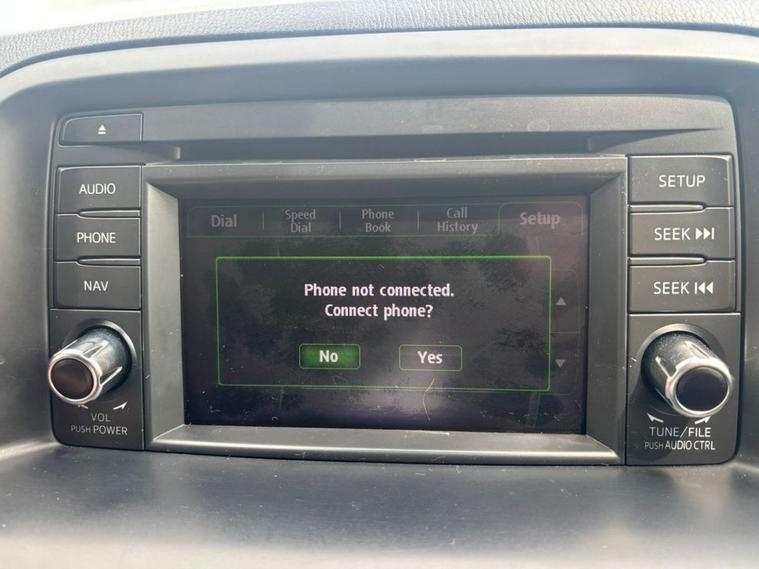 AUDIO
PHONE
NAV
VOL
PUSH POWER
Dial
Speed
Dial
Phone
Book
Call
History
Setup
Phone not connected.
Connect phone?
No
Yes
SETUP
SEEK
SEEK
TUNE/FILE
PUSH AUDIO CTRL